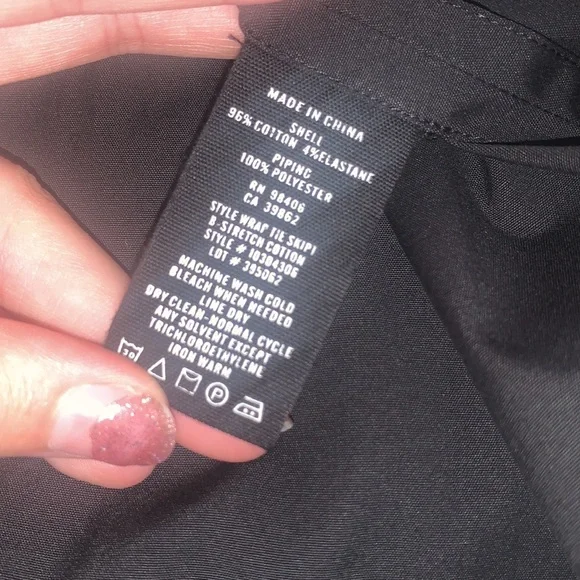 MADE IN CHINA
SHELL
96% COTTON 4%ELASTANE
PIPING
100% POLYESTER
RN 98406
CA 39862
STYLE WRAP TIE SKIPT
B-STRETCH COTTON
STYLE # 10304306
LOT # 395062
MACHINE WASH COLD
BLEACH WHEN NEEDED
LINE DRY
DRY CLEAN-NORMAL CYCLE
ANY SOLVENT EXCEPT
TRICHLOROETHYLENE
IRON WARM
30
P